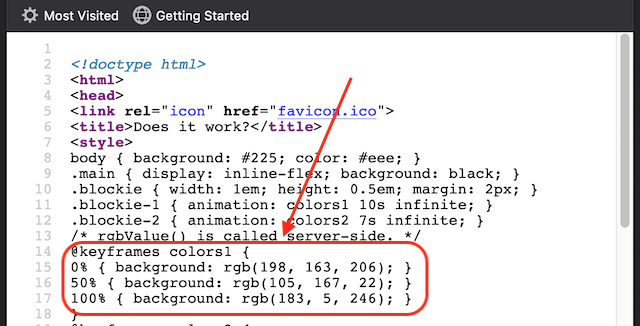 Most Visited Getting Started
1
2 <!doctype html>
3 <html>
4 <head>
5 <link rel="icon" href="favicon.ico">
6 <title>Does it work?</title>
7 <style>
8 body { background: #225; color: #eee; }
9 .main { display: inline-flex; background: black; }
10 .blockie { width: 1em; height: 0.5em; margin: 2px; }
11 .blockie-1 { animation: colors1 10s infinite; }
12 .blockie-2 { animation: colors2 7s infinite; }
13 /* rgbValue() is called server-side. */
14 @keyframes colors1 {
15 0% { background: rgb(198, 163, 206); }
16 50% { background: rgb(105, 167, 22); }
17 100% { background: rgb(183, 5, 246); }
18 }